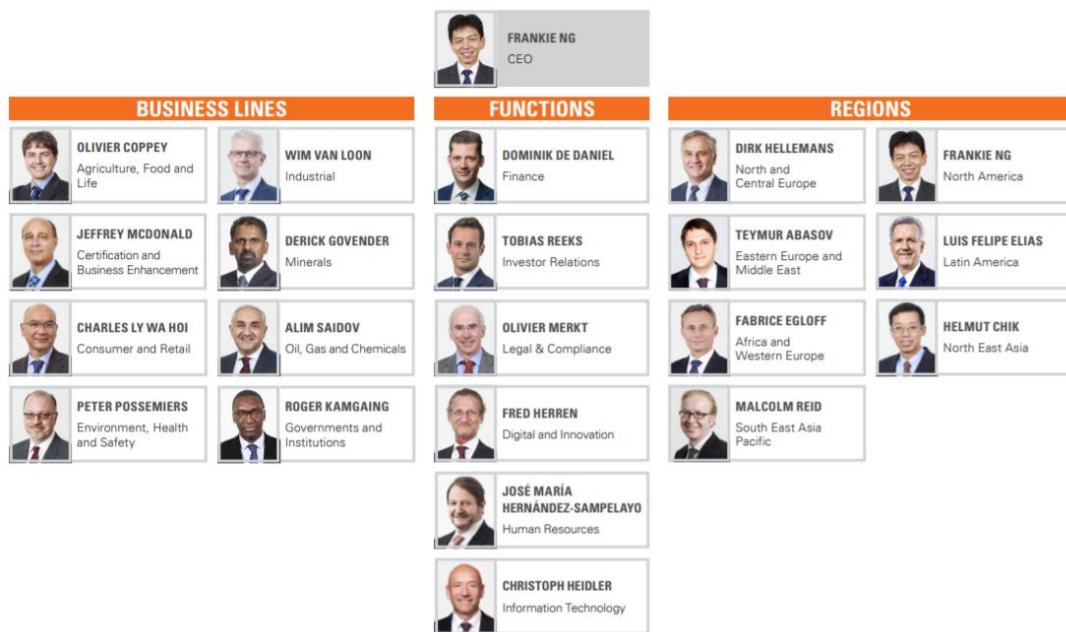 FRANKIE NG
CEO
BUSINESS LINES
OLIVIER COPPEY
Agriculture, Food and
Life
WIM VAN LOON
Industrial
JEFFREY MCDONALD
Certification and
Business Enhancement
DERICK GOVENDER
Minerals
CHARLES LY WA HOI
Consumer and Retail
ALIM SAIDOV
Oil, Gas and Chemicals
PETER POSSEMIERS
Environment, Health
and Safety
ROGER KAMGAING
Governments and
Institutions
FUNCTIONS
DOMINIK DE DANIEL
Finance
TOBIAS REEKS
Investor Relations
OLIVIER MERKT
Legal & Compliance
FRED HERREN
Digital and Innovation
JOSÉ MARÍA
HERNÁNDEZ-SAMPELAYO
Human Resources
CHRISTOPH HEIDLER
Information Technology
REGIONS
DIRK HELLEMANS
North and
Central Europe
FRANKIE NG
North America
TEYMUR ABASOV
Eastern Europe and
Middle East
LUIS FELIPE ELIAS
Latin America
FABRICE EGLOFF
Africa and
Western Europe
HELMUT CHIK
North East Asia
MALCOLM REID
South East Asia
Pacific